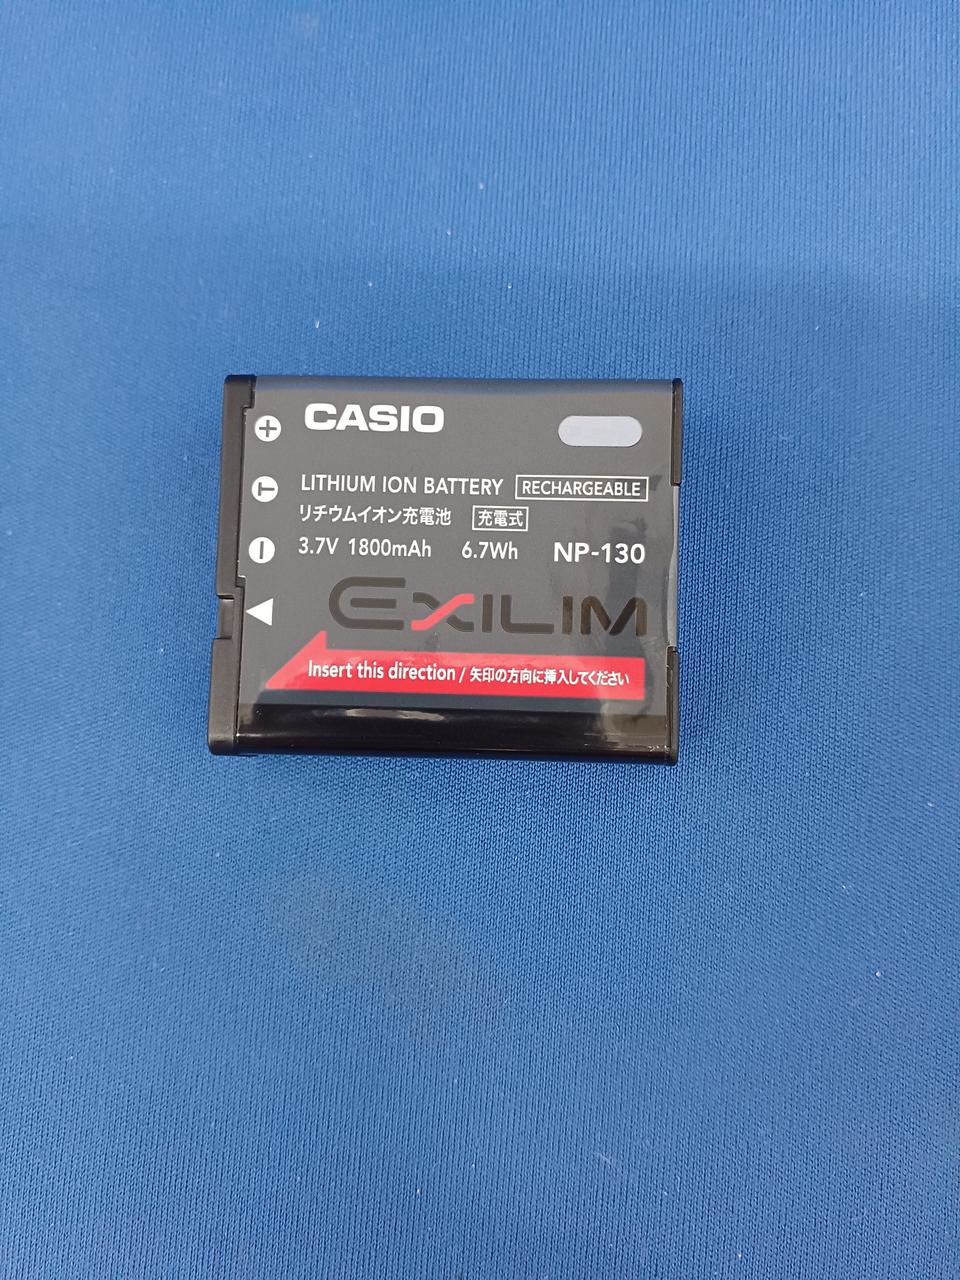 CASIO
LITHIUM ION BATTERY RECHARGEABLE
リチウムイオン充電池 充電式
3.7V 1800mAh 6.7Wh NP-130
EXILIM
Insert this direction / 矢印の方向に挿入してください